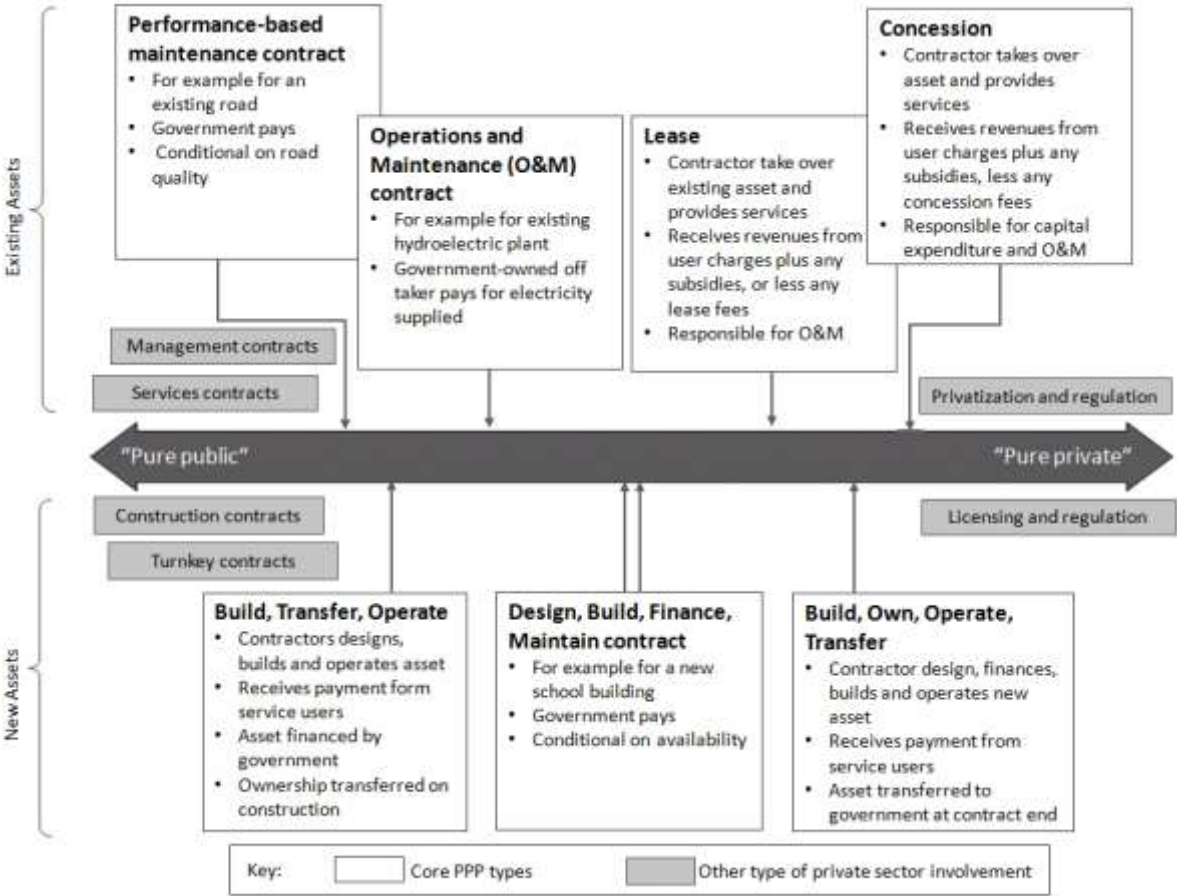 Existing Assets
Performance-based
maintenance contract
• For example for an
existing road
• Government pays
• Conditional on road
quality
Operations and
Maintenance (O&M)
contract
• For example for existing
hydroelectric plant
• Government-owned off
taker pays for electricity
supplied
Lease
• Contractor take over
existing asset and
provides services
• Receives revenues from
user charges plus any
subsidies, or less any
lease fees
• Responsible for O&M
Concession
• Contractor takes over
asset and provides
services
• Receives revenues from
user charges plus any
subsidies, less any
concession fees
• Responsible for capital
expenditure and O&M
Management contracts
Services contracts
Privatization and regulation
"Pure public"
"Pure private"
New Assets
Construction contracts
Turnkey contracts
Licensing and regulation
Build, Transfer, Operate
• Contractors designs,
builds and operates asset
• Receives payment form
service users
• Asset financed by
government
• Ownership transferred on
construction
Design, Build, Finance,
Maintain contract
• For example for a new
school building
• Government pays
• Conditional on availability
Build, Own, Operate,
Transfer
• Contractor design, finances,
builds and operates new
asset
• Receives payment from
service users
• Asset transferred to
government at contract end
Key:
Core PPP types
Other type of private sector involvement